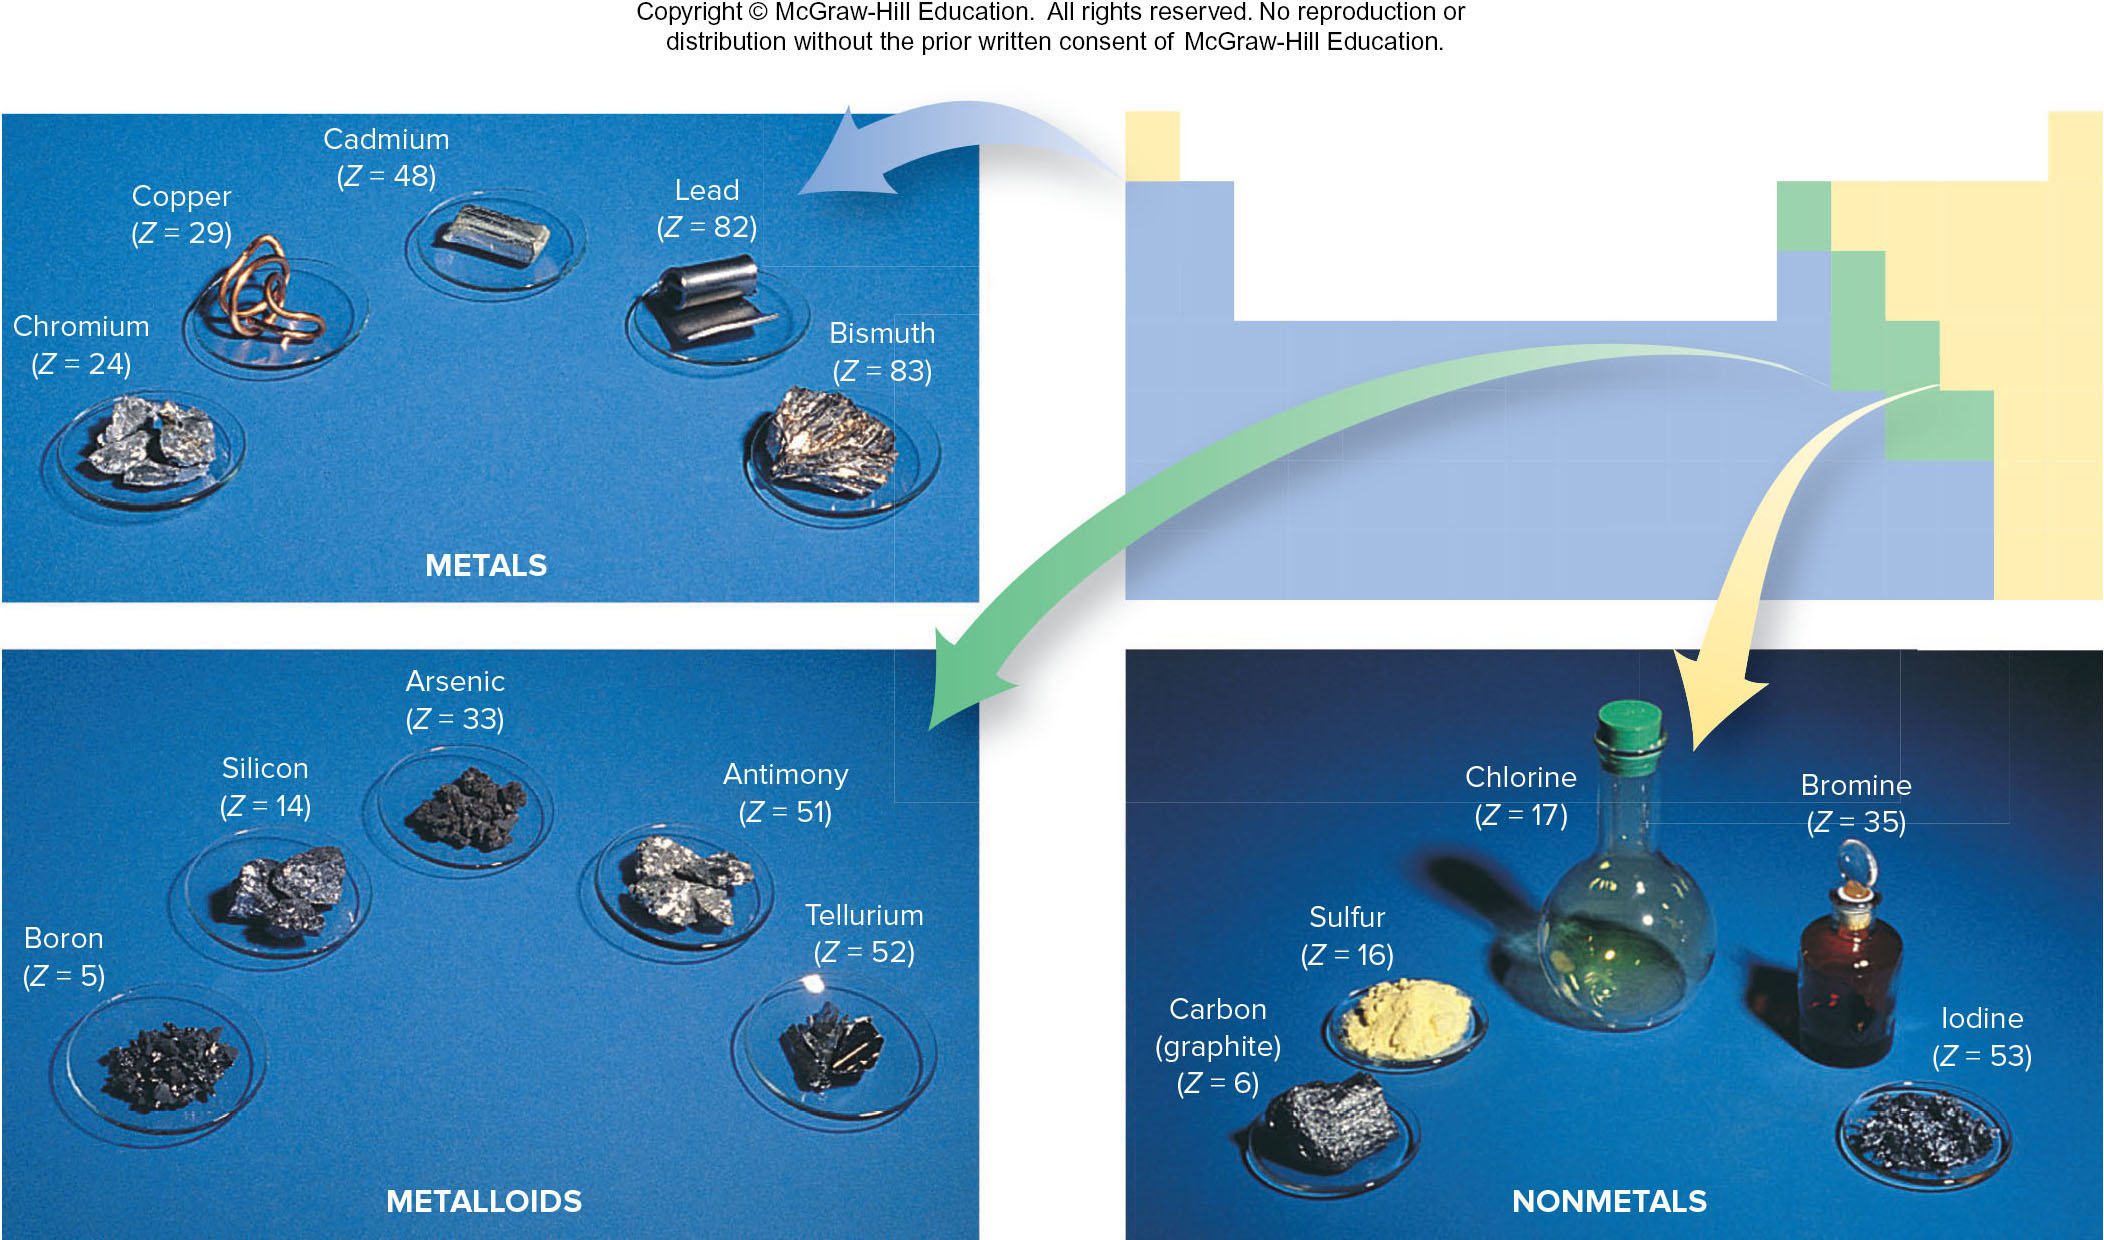 Copyright © McGraw-Hill Education.  All rights reserved. No reproduction or
distribution without the prior written consent of McGraw-Hill Education.
Cadmium
(Z = 48)
Copper
(Z = 29)
Lead
(Z = 82)
Chromium
(Z = 24)
Bismuth
(Z = 83)
METALS
Arsenic
(Z = 33)
Silicon
(Z = 14)
Antimony
(Z = 51)
Boron
(Z = 5)
Tellurium
(Z = 52)
METALLOIDS
Chlorine
(Z = 17)
Bromine
(Z = 35)
Sulfur
(Z = 16)
Carbon
(graphite)
(Z = 6)
Iodine
(Z = 53)
NONMETALS